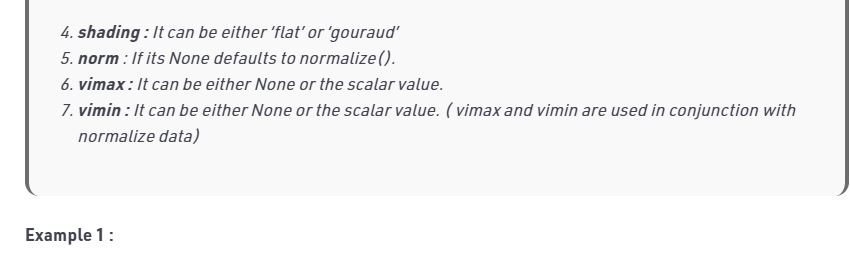 4. shading : It can be either 'flat' or 'gouraud'
5. norm : If its None defaults to normalize().
6. vimax : It can be either None or the scalar value.
7. vimin : It can be either None or the scalar value. ( vimax and vimin are used in conjunction with
normalize data)
Example 1 :